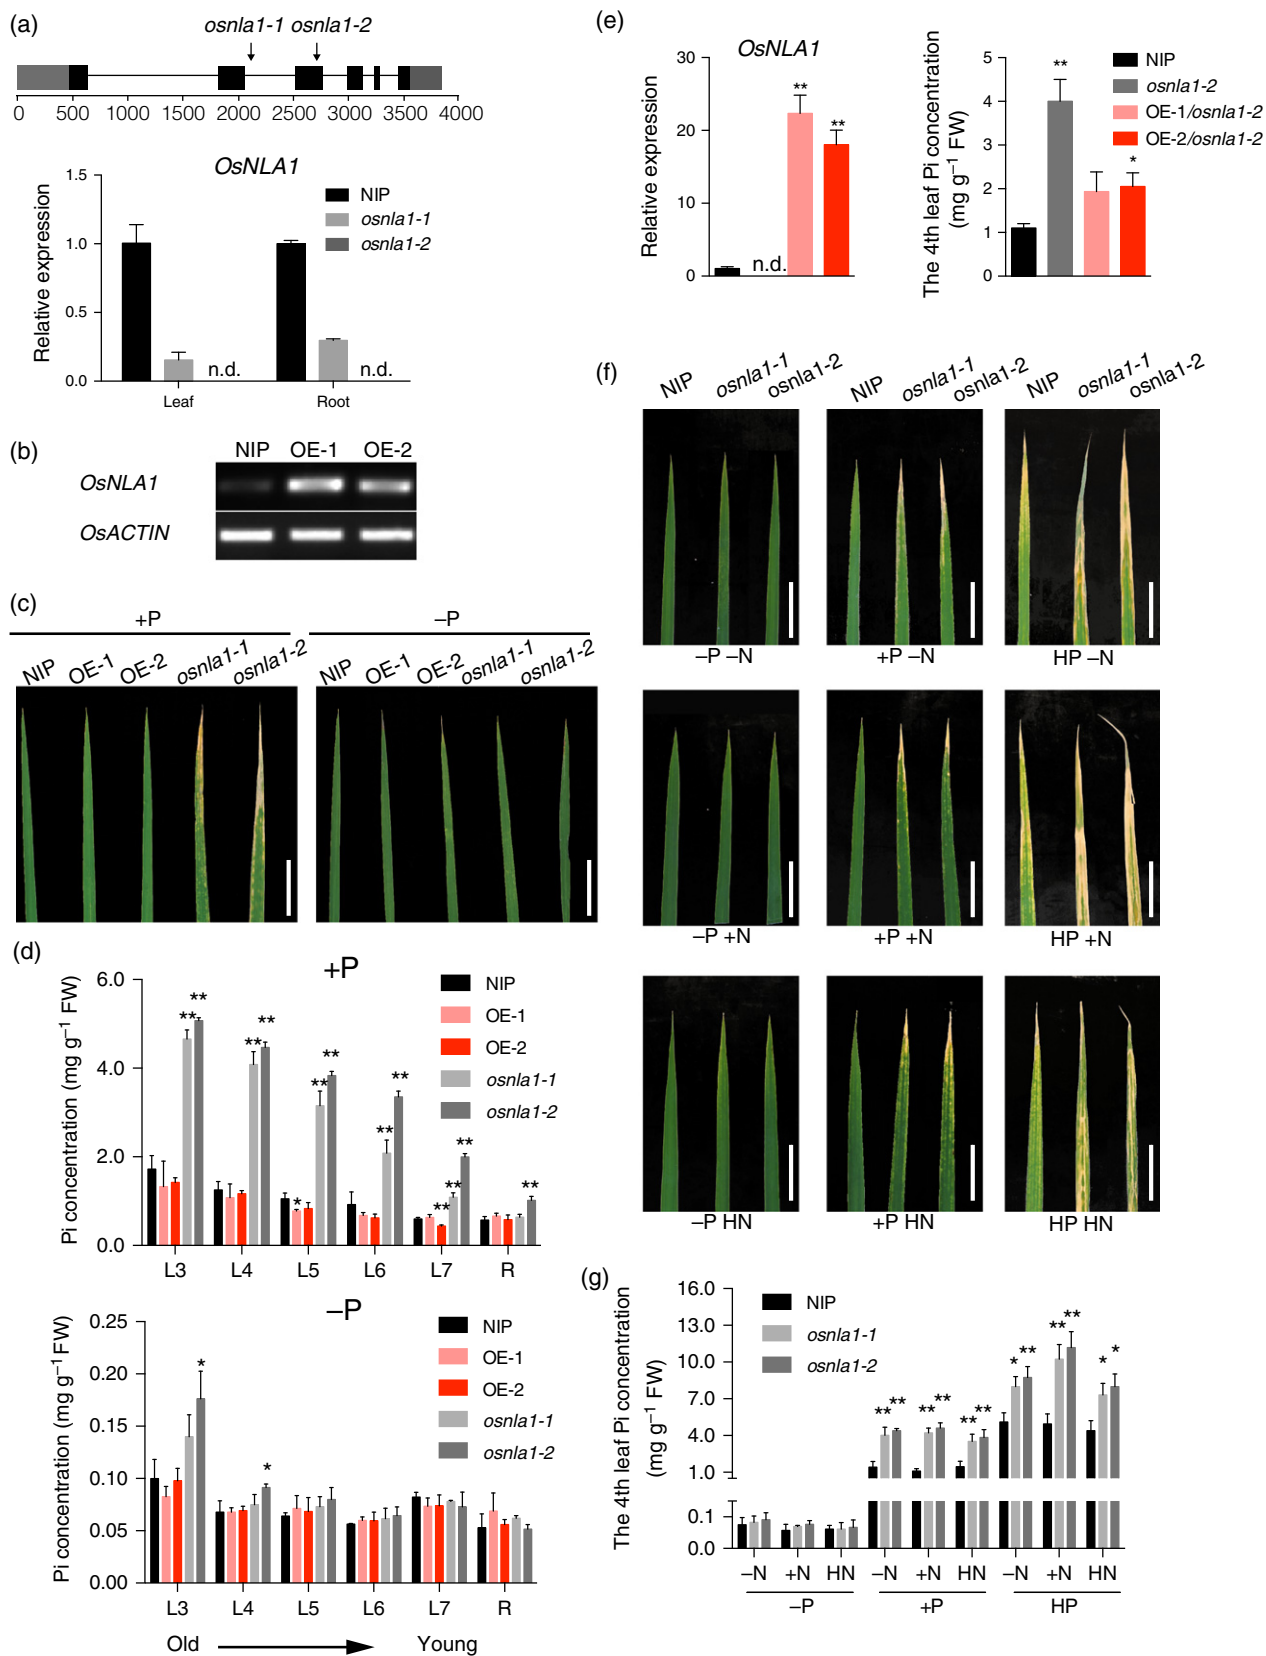 (a)
osnla1-1 osnla1-2
0 500 1000 1500 2000 2500 3000 3500 4000
OsNLA1
Relative expression
1.5
1.0
0.5
0.0
NIP
osnla1-1
osnla1-2
n.d.
n.d.
Leaf Root
(b)
NIP OE-1 OE-2
OsNLA1
OsACTIN
(c)
+P –P
NIP OE-1 OE-2 osnla1-1 osnla1-2
NIP OE-1 OE-2 osnla1-1 osnla1-2
(d)
+P
Pi concentration (mg g–1 FW)
6.0
4.0
2.0
0.0
NIP
OE-1
OE-2
osnla1-1
osnla1-2
** ** ** ** ** ** ** ** * ** ** ** **
L3 L4 L5 L6 L7 R
–P
Pi concentration (mg g–1 FW)
0.25
0.20
0.15
0.10
0.05
0.00
NIP
OE-1
OE-2
osnla1-1
osnla1-2
* *
L3 L4 L5 L6 L7 R
Old Young
(e)
OsNLA1
Relative expression
30
20
10
0
n.d.
** **
The 4th leaf Pi concentration
(mg g–1 FW)
5
4
3
2
1
0
** *
NIP
osnla1-2
OE-1/osnla1-2
OE-2/osnla1-2
(f)
NIP osnla1-1 osnla1-2
NIP osnla1-1 osnla1-2
NIP osnla1-1 osnla1-2
–P –N +P –N HP –N
–P +N +P +N HP +N
–P HN +P HN HP HN
(g)
The 4th leaf Pi concentration
(mg g–1 FW)
16.0
13.0
10.0
7.0
4.0
1.0
0.1
0.0
NIP
osnla1-1
osnla1-2
** ** ** ** ** ** * ** ** ** * *
–N +N HN –N +N HN –N +N HN
–P +P HP